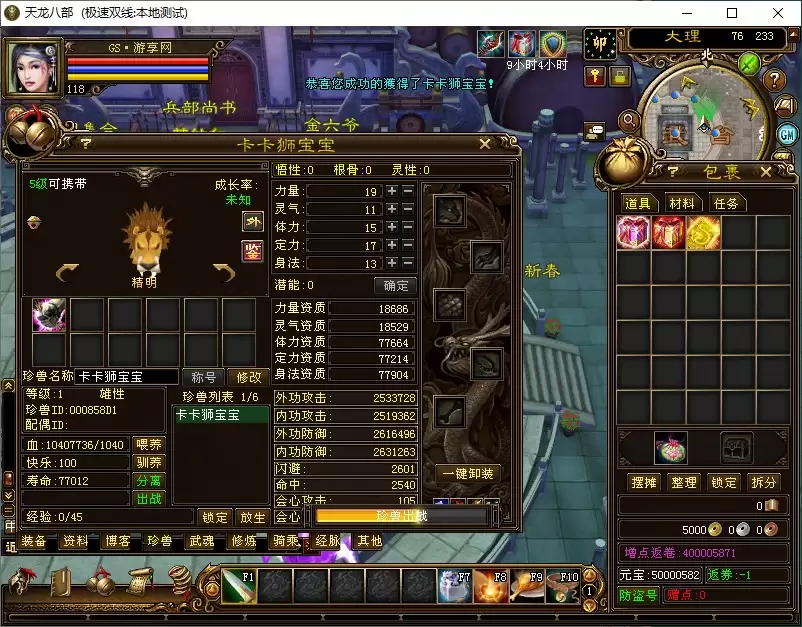 天龙八部 (极速双线:本地测试)
GS·游享网
118
9小时4小时
卯
大理 76 233
北
恭喜您成功的獲得了卡卡狮宝宝!
兵部尚书
金六爷
GM
新春
卡卡狮宝宝
5级可携带
成长率:
未知
外
鉴
精明
珍兽名称 卡卡狮宝宝 称号 修改
等级:1 雄性
珍兽ID:000858D1
配偶ID:
珍兽列表 1/6
卡卡狮宝宝
血:10407736/1040 喂养
快乐:100 驯养
寿命:77012 分离
出战
经验:0/45 锁定 放生
悟性:0 根骨:0 灵性:0
力量: 19
灵气: 11
体力: 15
定力: 17
身法: 13
潜能:0 确定
力量资质 18686
灵气资质 18529
体力资质 77664
定力资质 77214
身法资质 77904
外功攻击: 2533728
内功攻击: 2519362
外功防御: 2616496
内功防御: 2631263
闪避: 2601
命中: 2540
会心攻击: 105
会心
一键卸装
珍兽出战
装备 资料 博客 珍兽 武魂 修炼 骑乘 经脉 其他
包裹
道具 材料 任务
摆摊 整理 锁定 拆分
0
5000 0 0
增点返卷:400005871
元宝:50000582 返券:-1
防盗号 赠点:0
F1 F7 F8 F9 F10
1